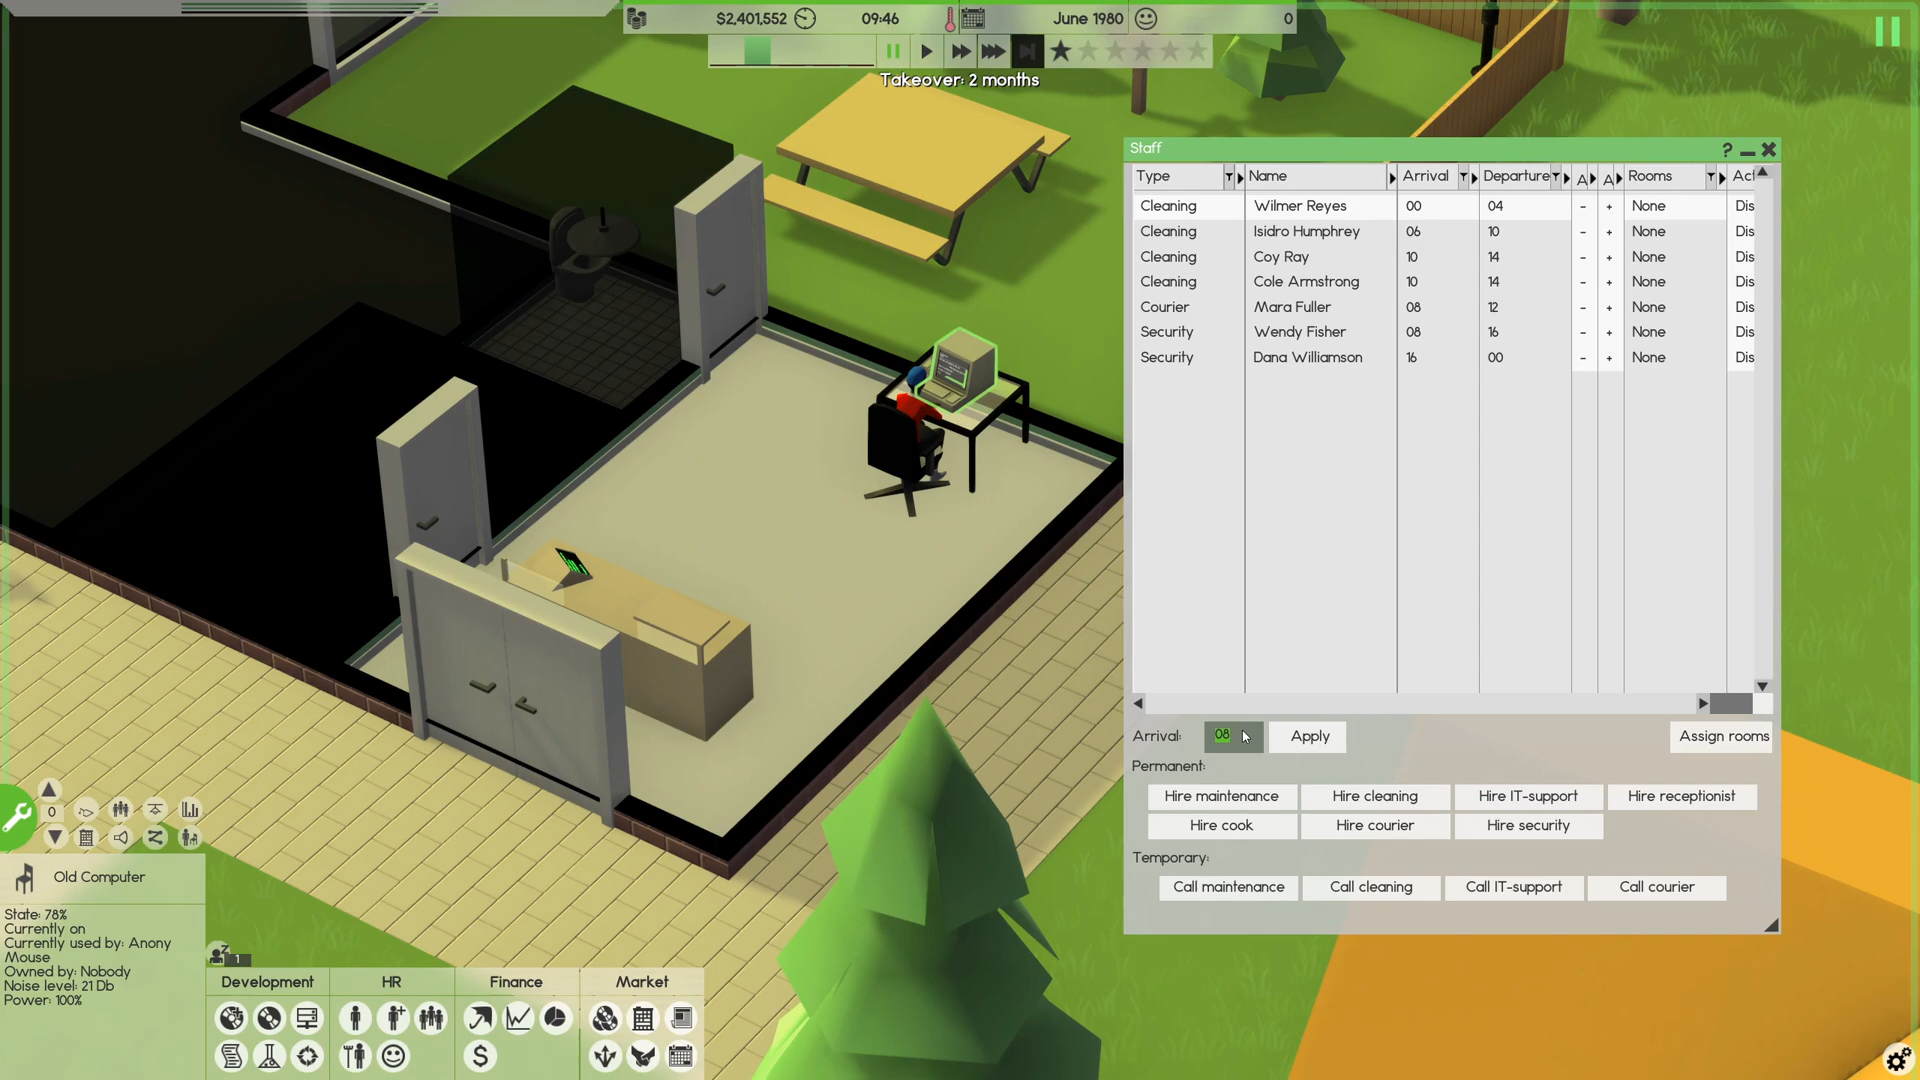 $2,401,552 09:46 June 1980 0
Takeover: 2 months
Staff
?
Type Name Arrival Departure A A Rooms Act
Cleaning Wilmer Reyes 00 04 - + None Dis
Cleaning Isidro Humphrey 06 10 - + None Dis
Cleaning Coy Ray 10 14 - + None Dis
Cleaning Cole Armstrong 10 14 - + None Dis
Courier Mara Fuller 08 12 - + None Dis
Security Wendy Fisher 08 16 - + None Dis
Security Dana Williamson 16 00 - + None Dis
Arrival: 08 Apply Assign rooms
Permanent:
Hire maintenance Hire cleaning Hire IT-support Hire receptionist
Hire cook Hire courier Hire security
Temporary:
Call maintenance Call cleaning Call IT-support Call courier
0
Old Computer
State: 78%
Currently on
Currently used by: Anony
Mouse
Owned by: Nobody
Noise level: 21 Db
Power: 100%
Z
1
Development HR Finance Market
$